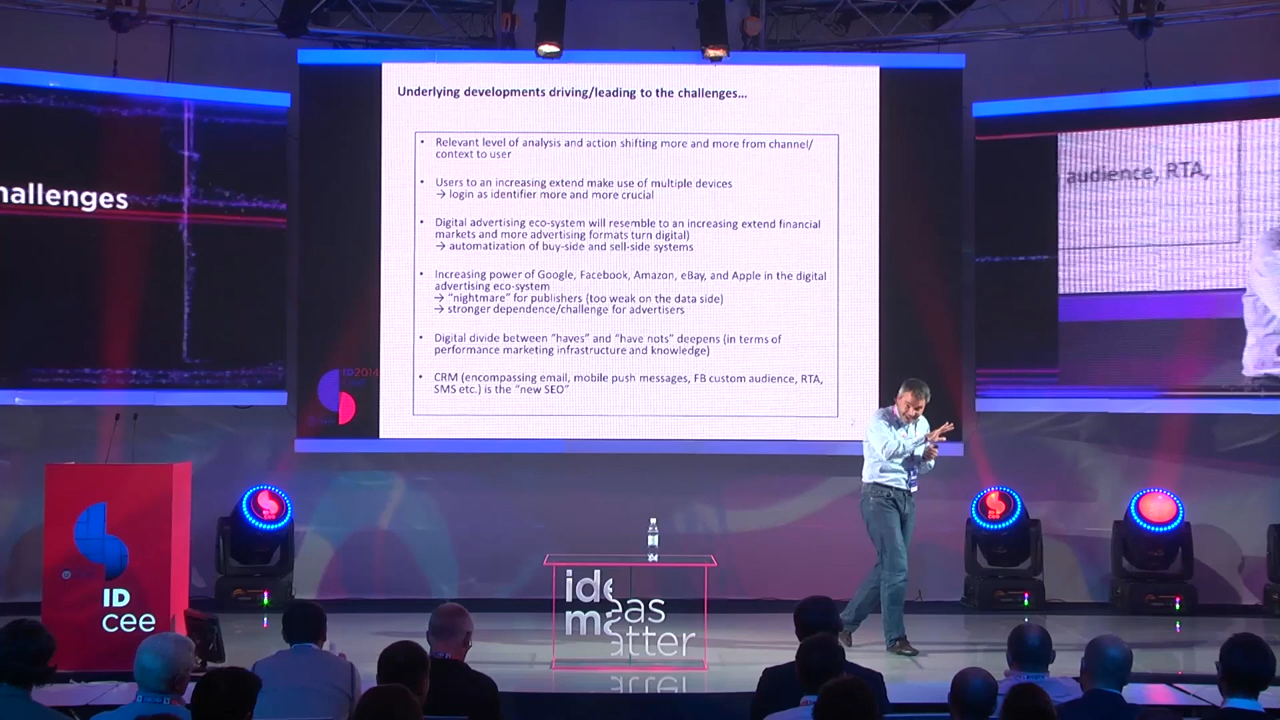 Underlying developments driving/leading to the challenges...
• Relevant level of analysis and action shifting more and more from channel/
context to user
• Users to an increasing extend make use of multiple devices
→ login as identifier more and more crucial
• Digital advertising eco-system will resemble to an increasing extend financial
markets and more advertising formats turn digital)
→ automatization of buy-side and sell-side systems
• Increasing power of Google, Facebook, Amazon, eBay, and Apple in the digital
advertising eco-system
→ "nightmare" for publishers (too weak on the data side)
→ stronger dependence/challenge for advertisers
• Digital divide between "haves" and "have nots" deepens (in terms of
performance marketing infrastructure and knowledge)
• CRM (encompassing email, mobile push messages, FB custom audience, RTA,
SMS etc.) is the "new SEO"
ID2014
hallenges
audience, RTA,
ID
cee
ideas
matter